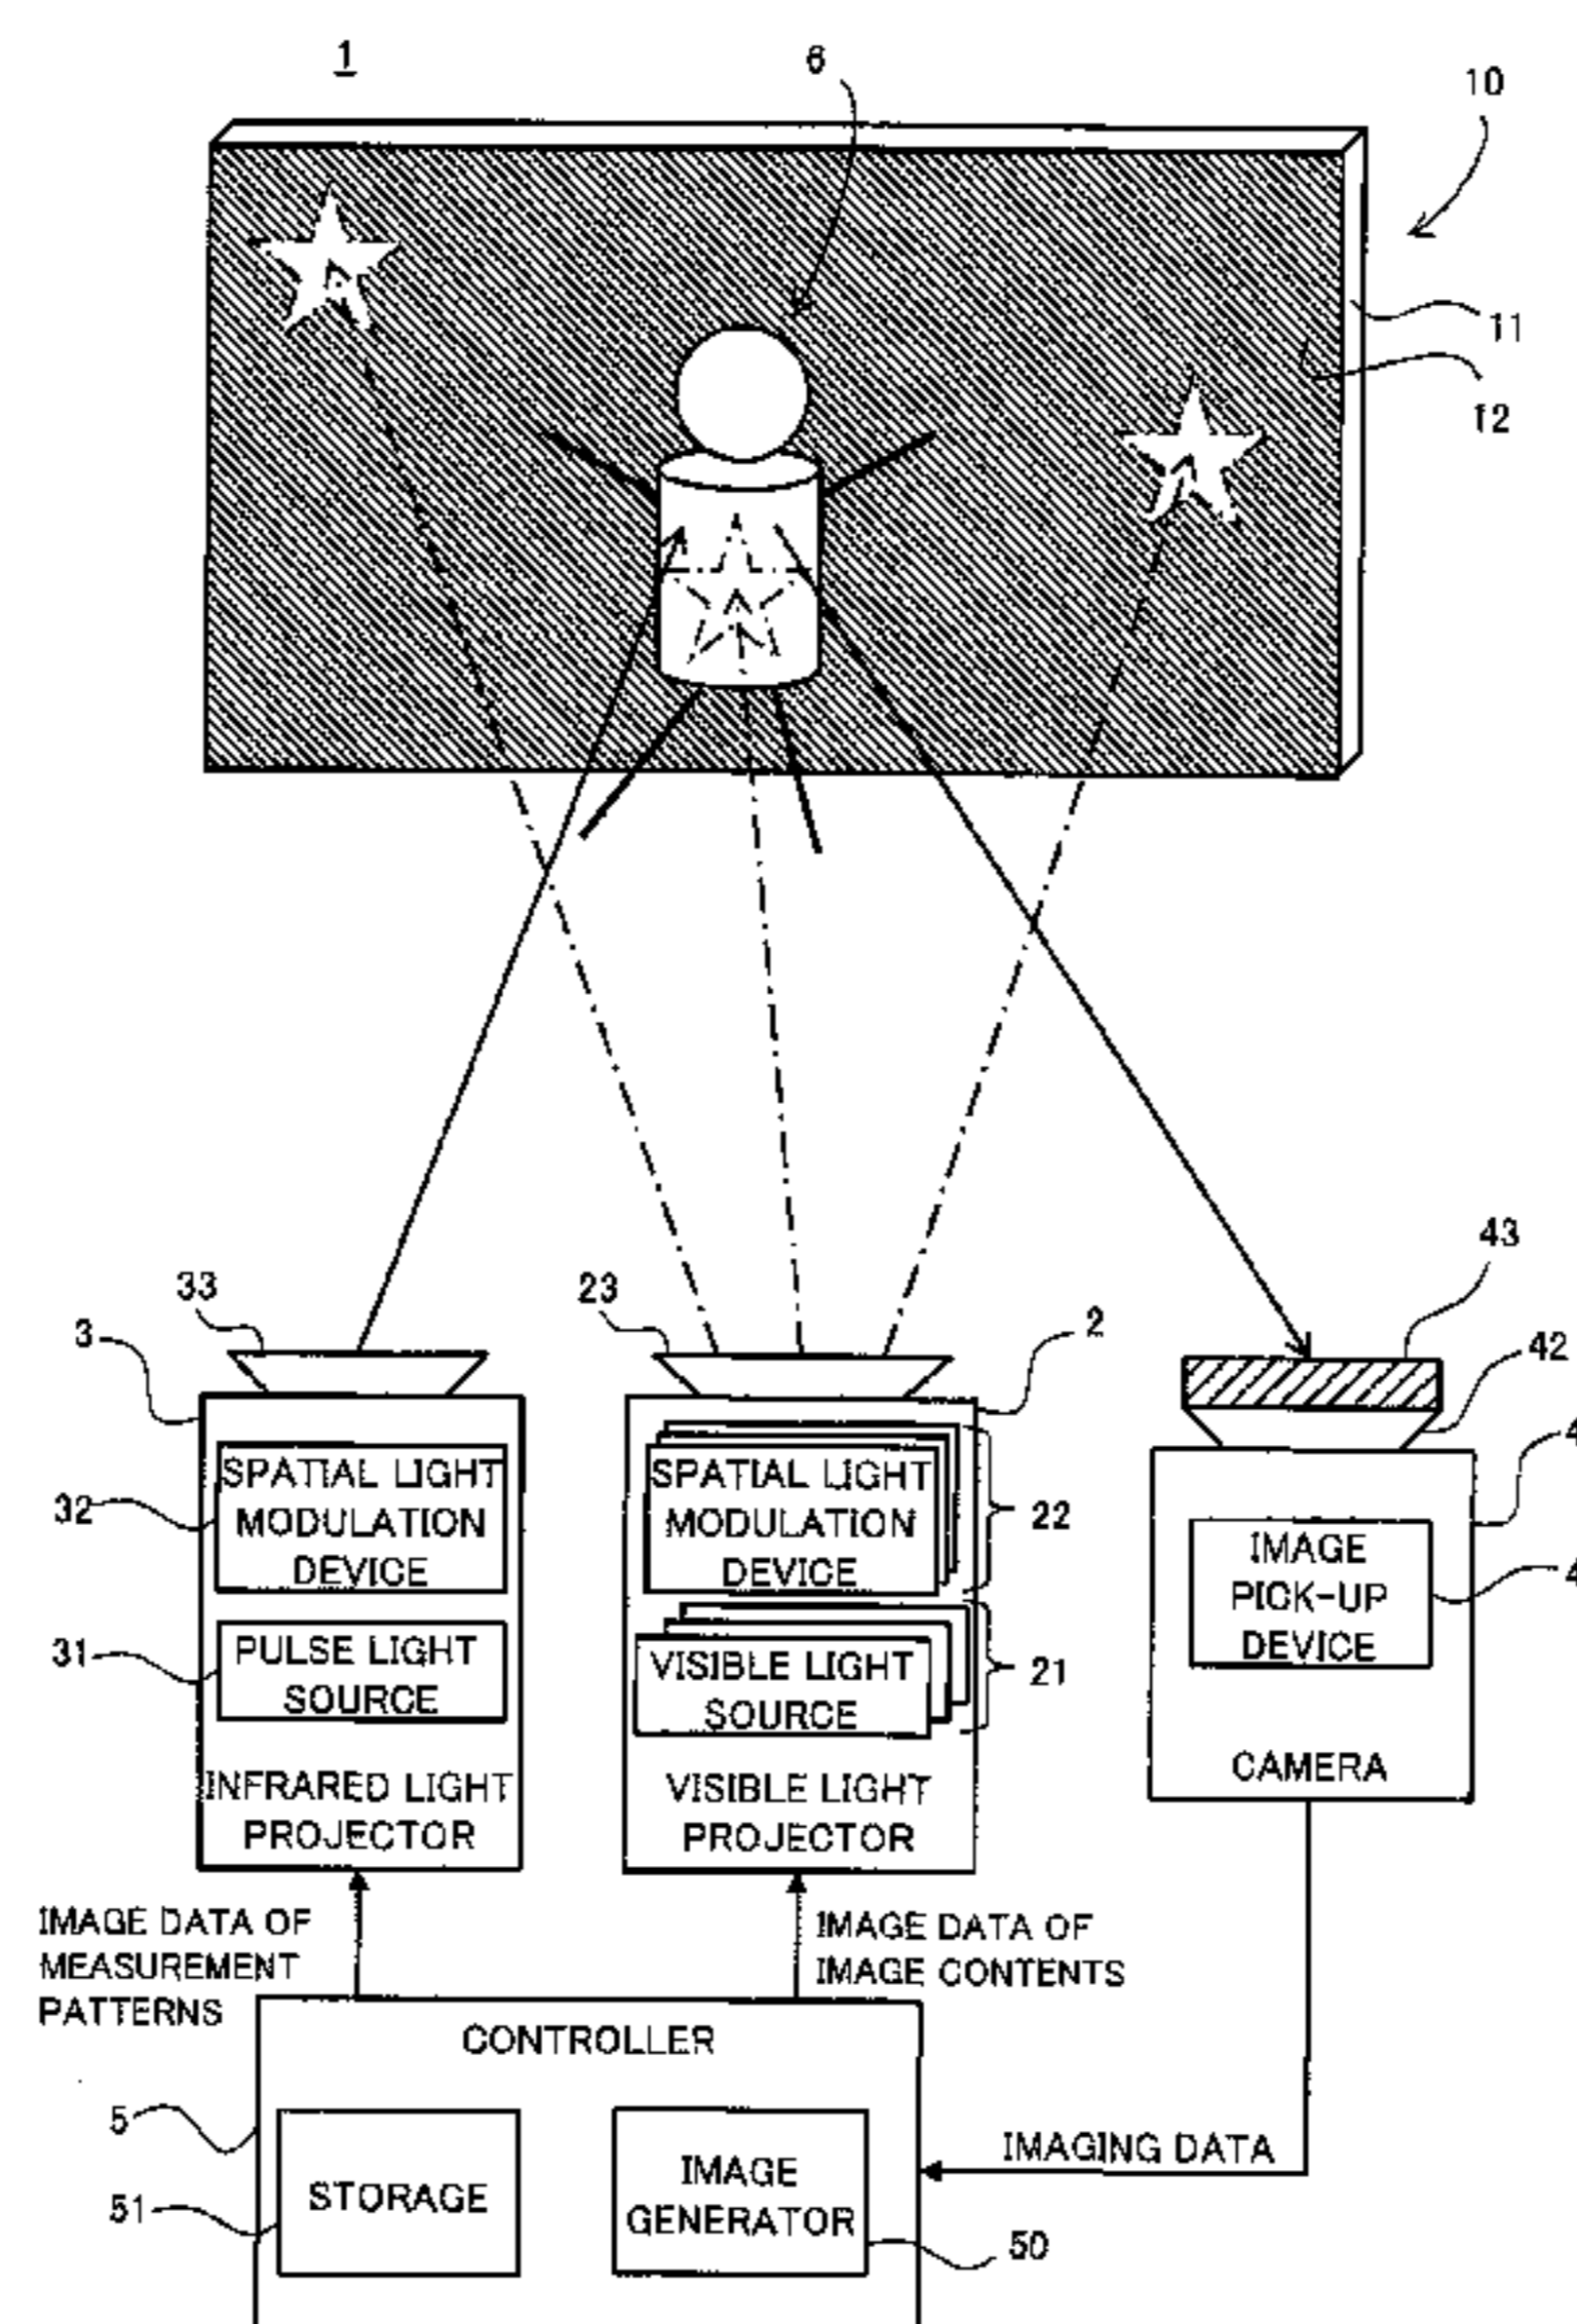 1
6
10
11
12
33
23
43
3
2
42
4
SPATIAL LIGHT
MODULATION
DEVICE
32
SPATIAL LIGHT
MODULATION
DEVICE
22
IMAGE
PICK-UP
DEVICE
4
PULSE LIGHT
SOURCE
31
VISIBLE LIGHT
SOURCE
21
INFRARED LIGHT
PROJECTOR
VISIBLE LIGHT
PROJECTOR
CAMERA
IMAGE DATA OF
MEASUREMENT
PATTERNS
IMAGE DATA OF
IMAGE CONTENTS
CONTROLLER
5
IMAGING DATA
STORAGE
51
IMAGE
GENERATOR
50